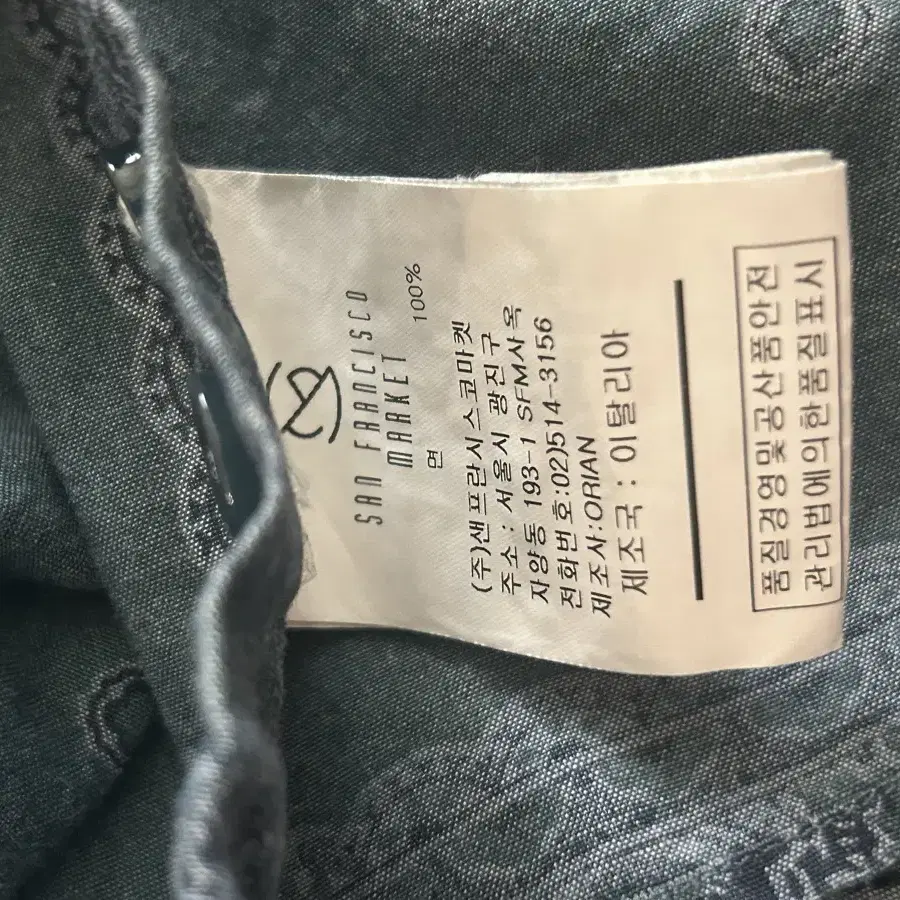 SAN FRANCISCO
MARKET
면 100%
(주)샌프란시스코마켓
주소 : 서울시 광진구
자양동 193-1 SFM사옥
전화번호:02)514-3156
제조사:ORIAN
제조국 : 이탈리아
품질경영및공산품안전
관리법에의한품질표시